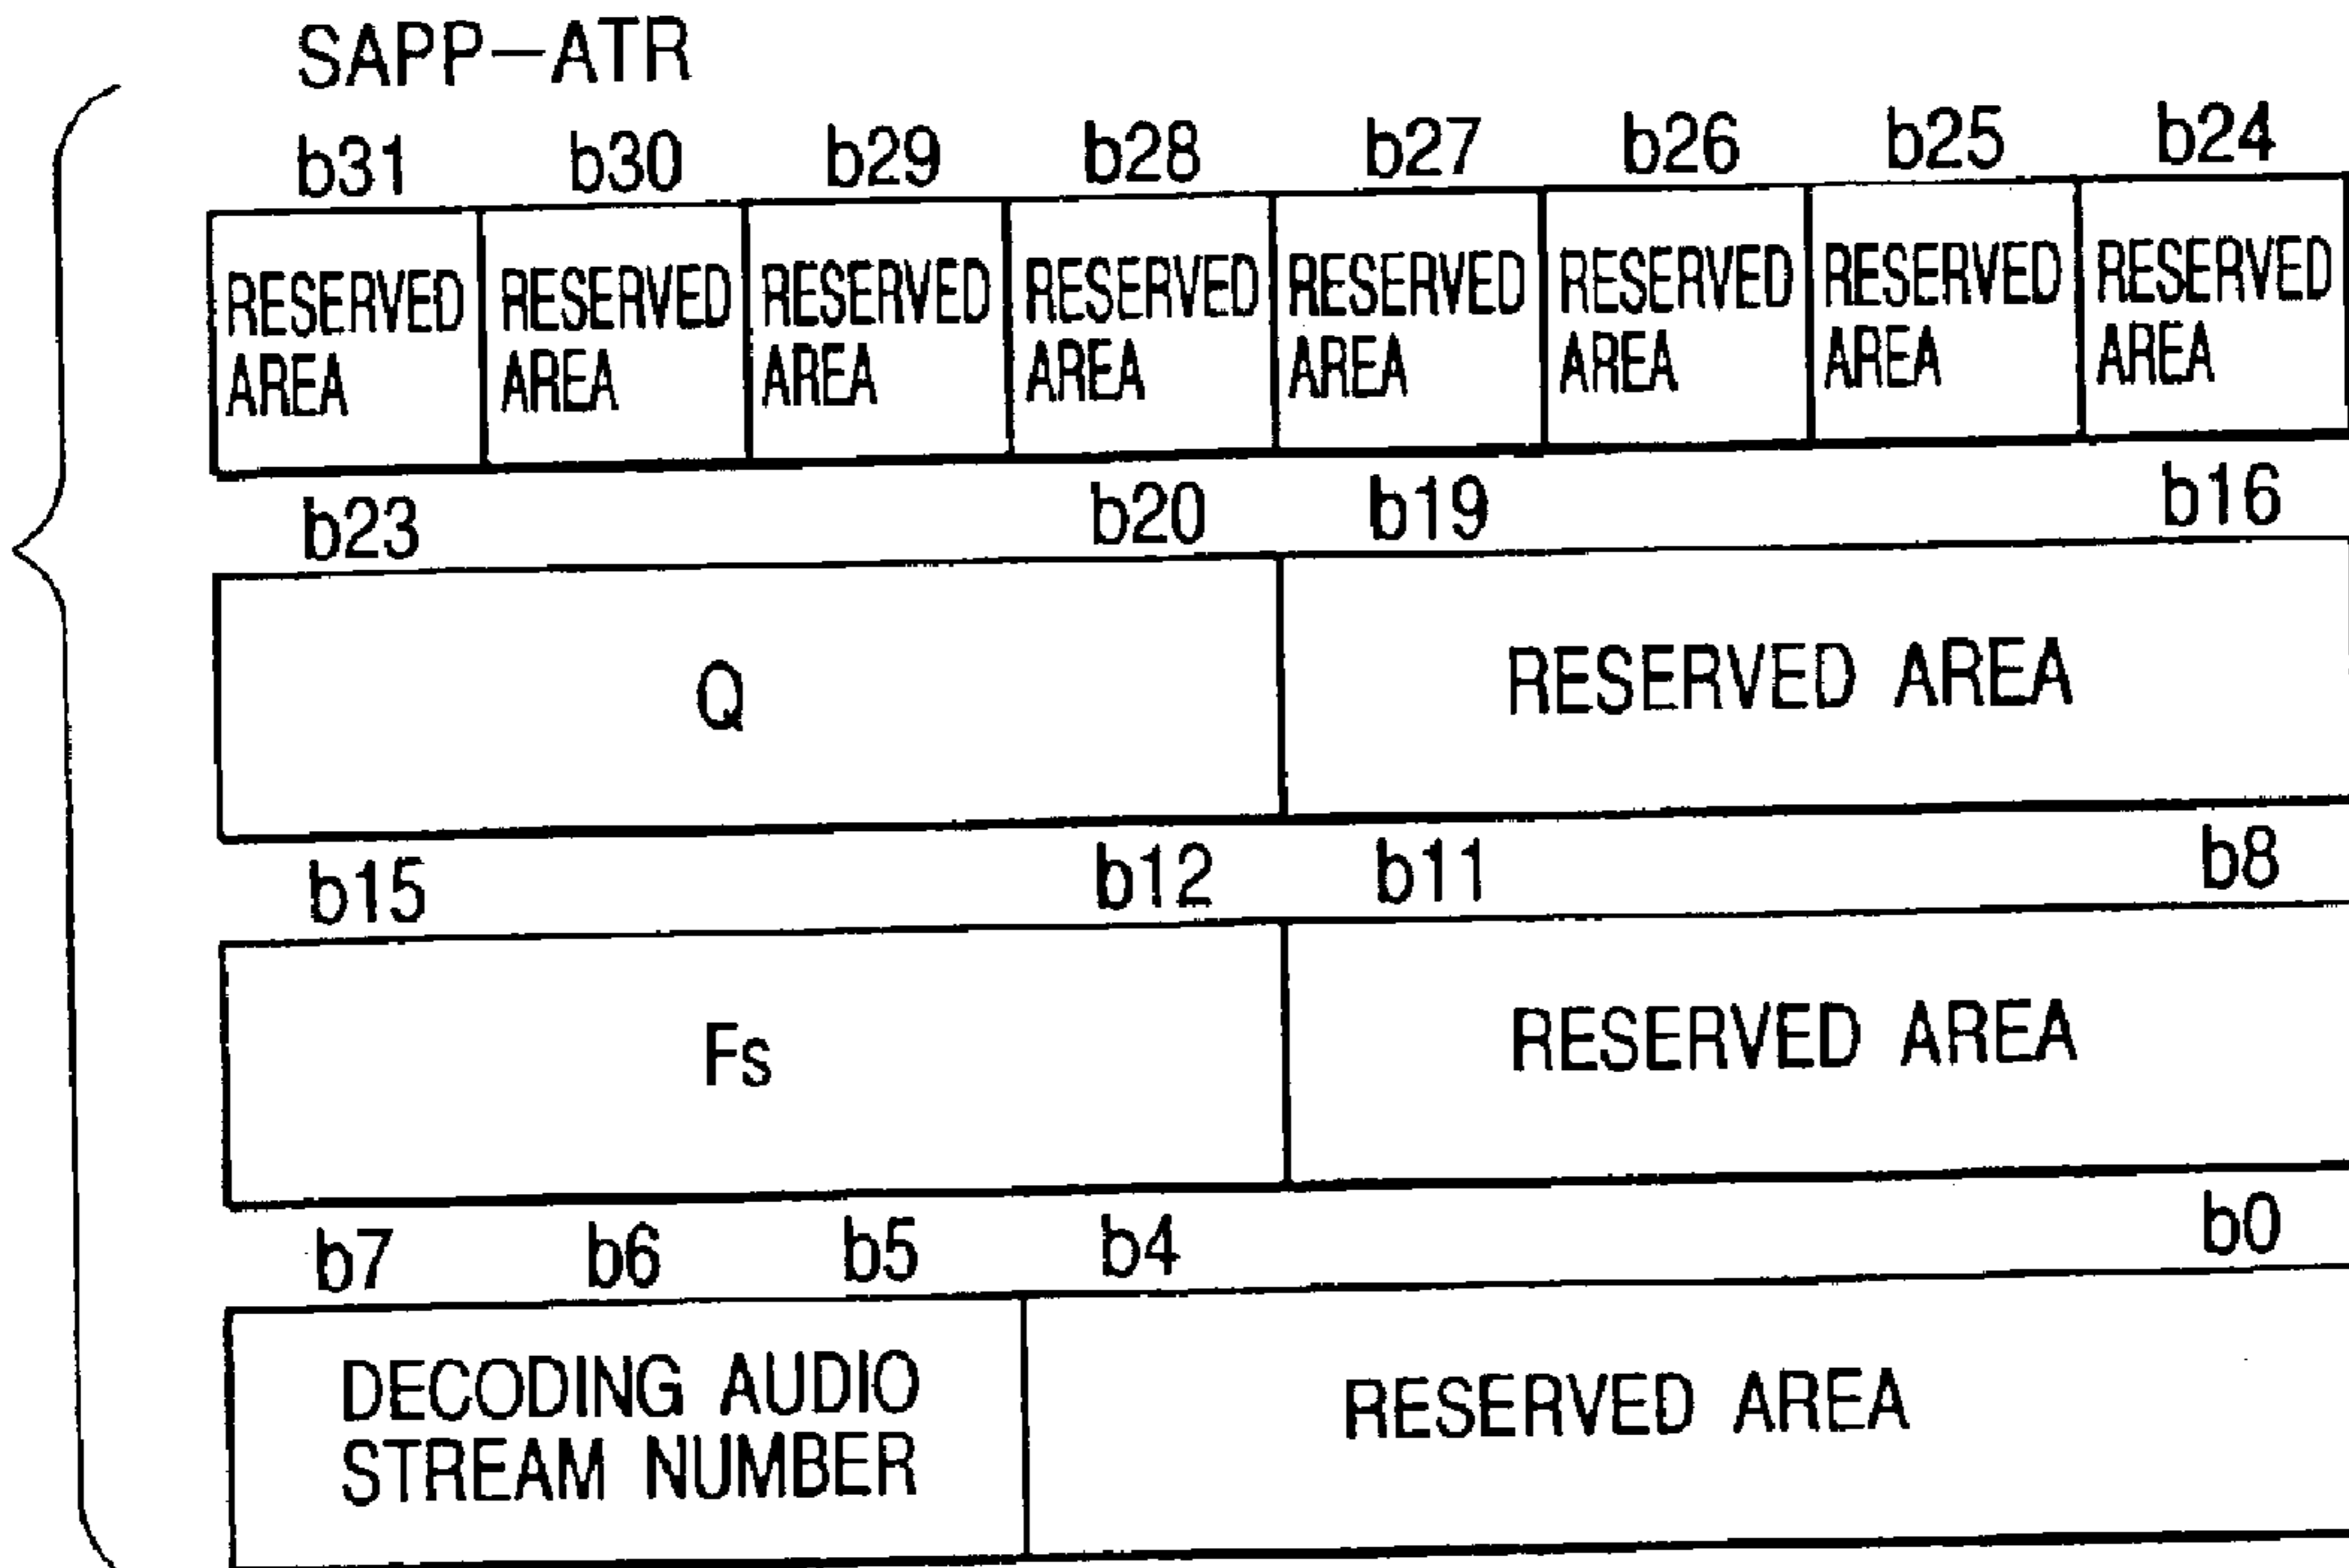 SAPP-ATR
b31 b30 b29 b28 b27 b26 b25 b24
RESERVED RESERVED RESERVED RESERVED RESERVED RESERVED RESERVED RESERVED
AREA AREA AREA AREA AREA AREA AREA AREA
b23 b20 b19 b16
Q RESERVED AREA
b15 b12 b11 b8
Fs RESERVED AREA
b7 b6 b5 b4 b0
DECODING AUDIO
STREAM NUMBER
RESERVED AREA